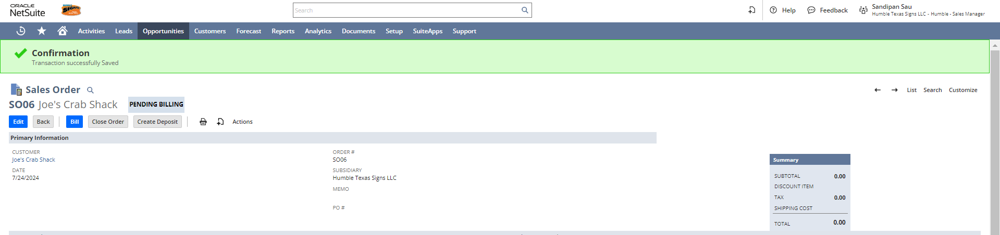 ORACLE
NetSuite
Search
Help
Feedback
Sandipan Sau
Humble Texas Signs LLC - Humble - Sales Manager
Activities Leads Opportunities Customers Forecast Reports Analytics Documents Setup SuiteApps Support
Confirmation
Transaction successfully Saved
Sales Order
List Search Customize
SO06 Joe's Crab Shack PENDING BILLING
Edit Back Bill Close Order Create Deposit Actions
Primary Information
CUSTOMER
Joe's Crab Shack
DATE
7/24/2024
ORDER #
SO06
SUBSIDIARY
Humble Texas Signs LLC
MEMO
PO #
Summary
SUBTOTAL 0.00
DISCOUNT ITEM
TAX 0.00
SHIPPING COST
TOTAL 0.00